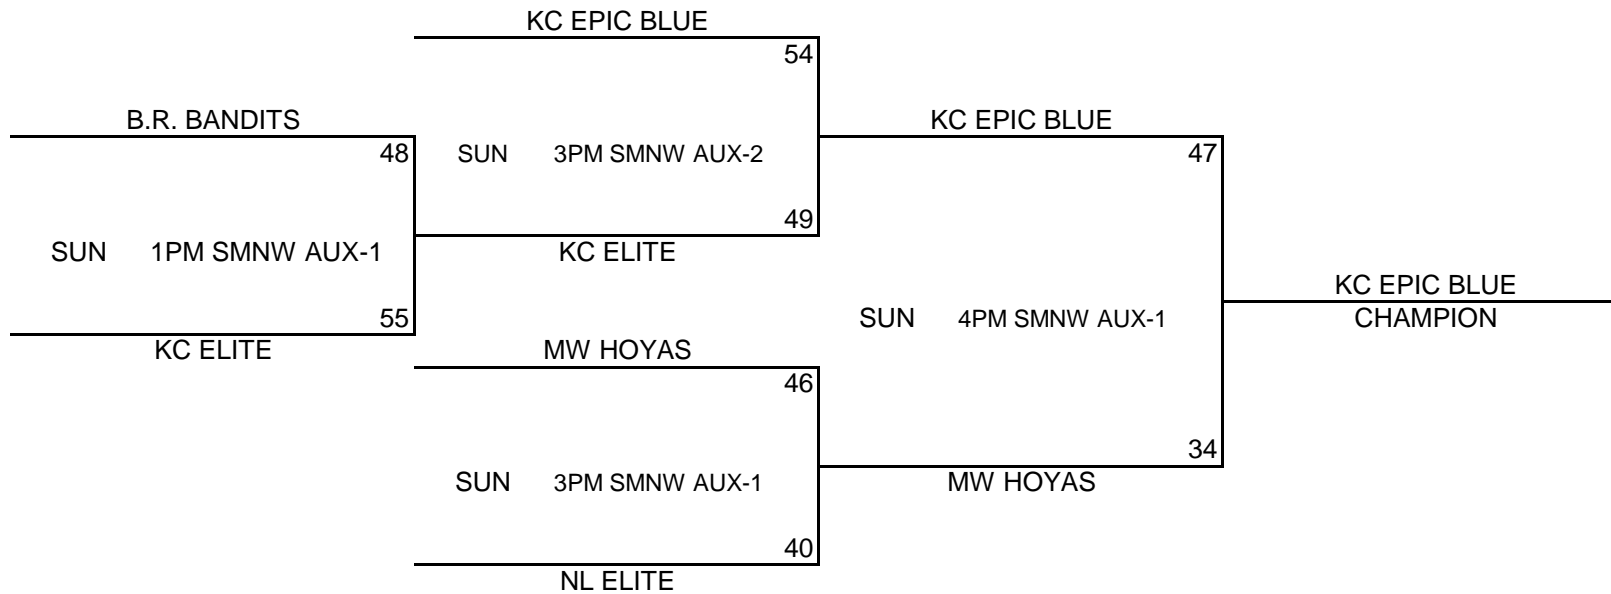 KC EPIC BLUE
54
B.R. BANDITS
KC EPIC BLUE
48
SUN 3PM SMNW AUX-2
47
49
SUN 1PM SMNW AUX-1
KC ELITE
KC EPIC BLUE
55
SUN 4PM SMNW AUX-1
CHAMPION
KC ELITE
MW HOYAS
46
34
SUN 3PM SMNW AUX-1
MW HOYAS
40
NL ELITE